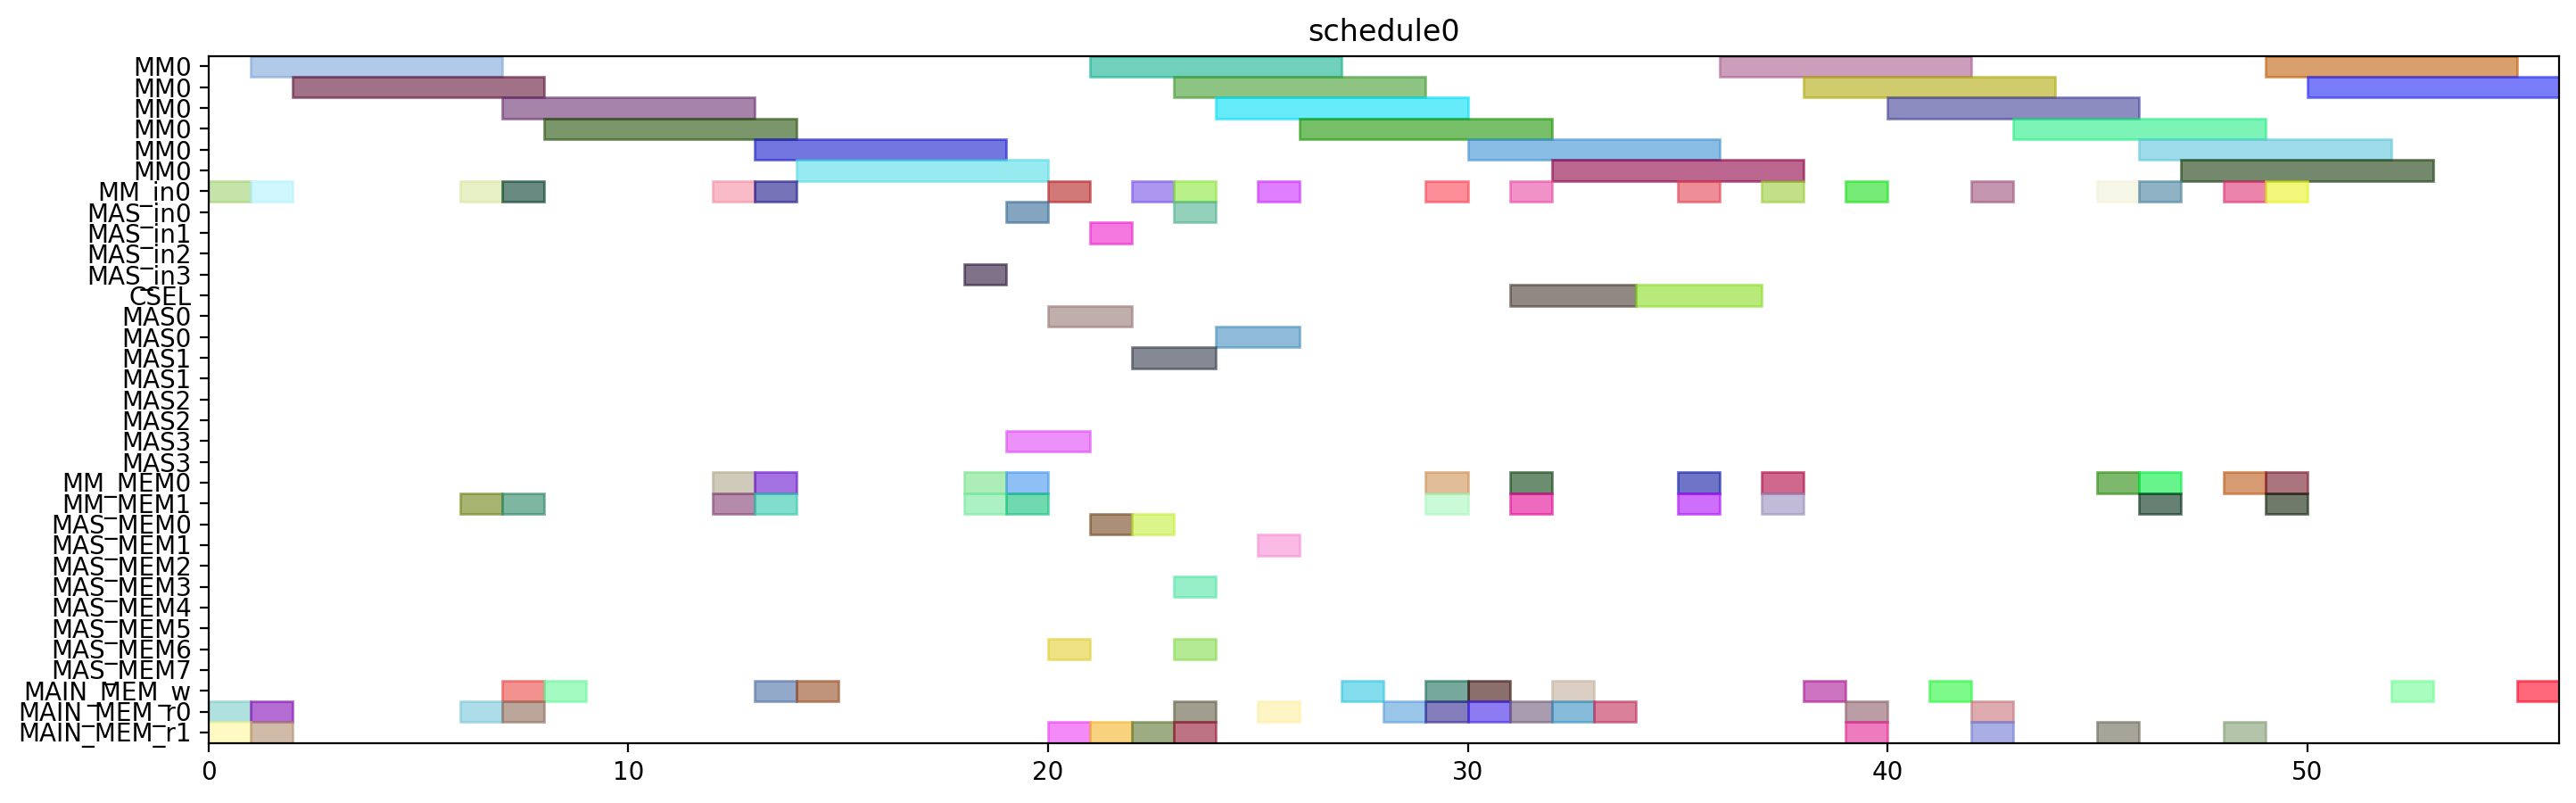 schedule0
MM0
MM0
MM0
MM0
MM0
MM0
MM_in0
MAS_in0
MAS_in1
MAS_in2
MAS_in3
CSEL
MAS0
MAS0
MAS1
MAS1
MAS2
MAS2
MAS3
MAS3
MM_MEM0
MM_MEM1
MAS_MEM0
MAS_MEM1
MAS_MEM2
MAS_MEM3
MAS_MEM4
MAS_MEM5
MAS_MEM6
MAS_MEM7
MAIN_MEM_w
MAIN_MEM_r0
MAIN_MEM_r1
0 10 20 30 40 50